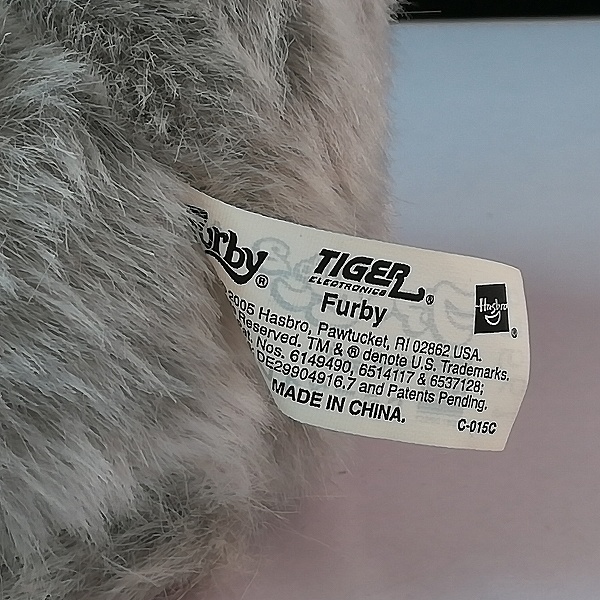 Furby®
TIGER®
ELECTRONICS
Furby
Hasbro®
2005 Hasbro, Pawtucket, RI 02862 USA.
Reserved. TM & ® denote U.S. Trademarks.
Nos. 6149490, 6514117 & 6537128;
DE29904916.7 and Patents Pending.
MADE IN CHINA.
C-015C